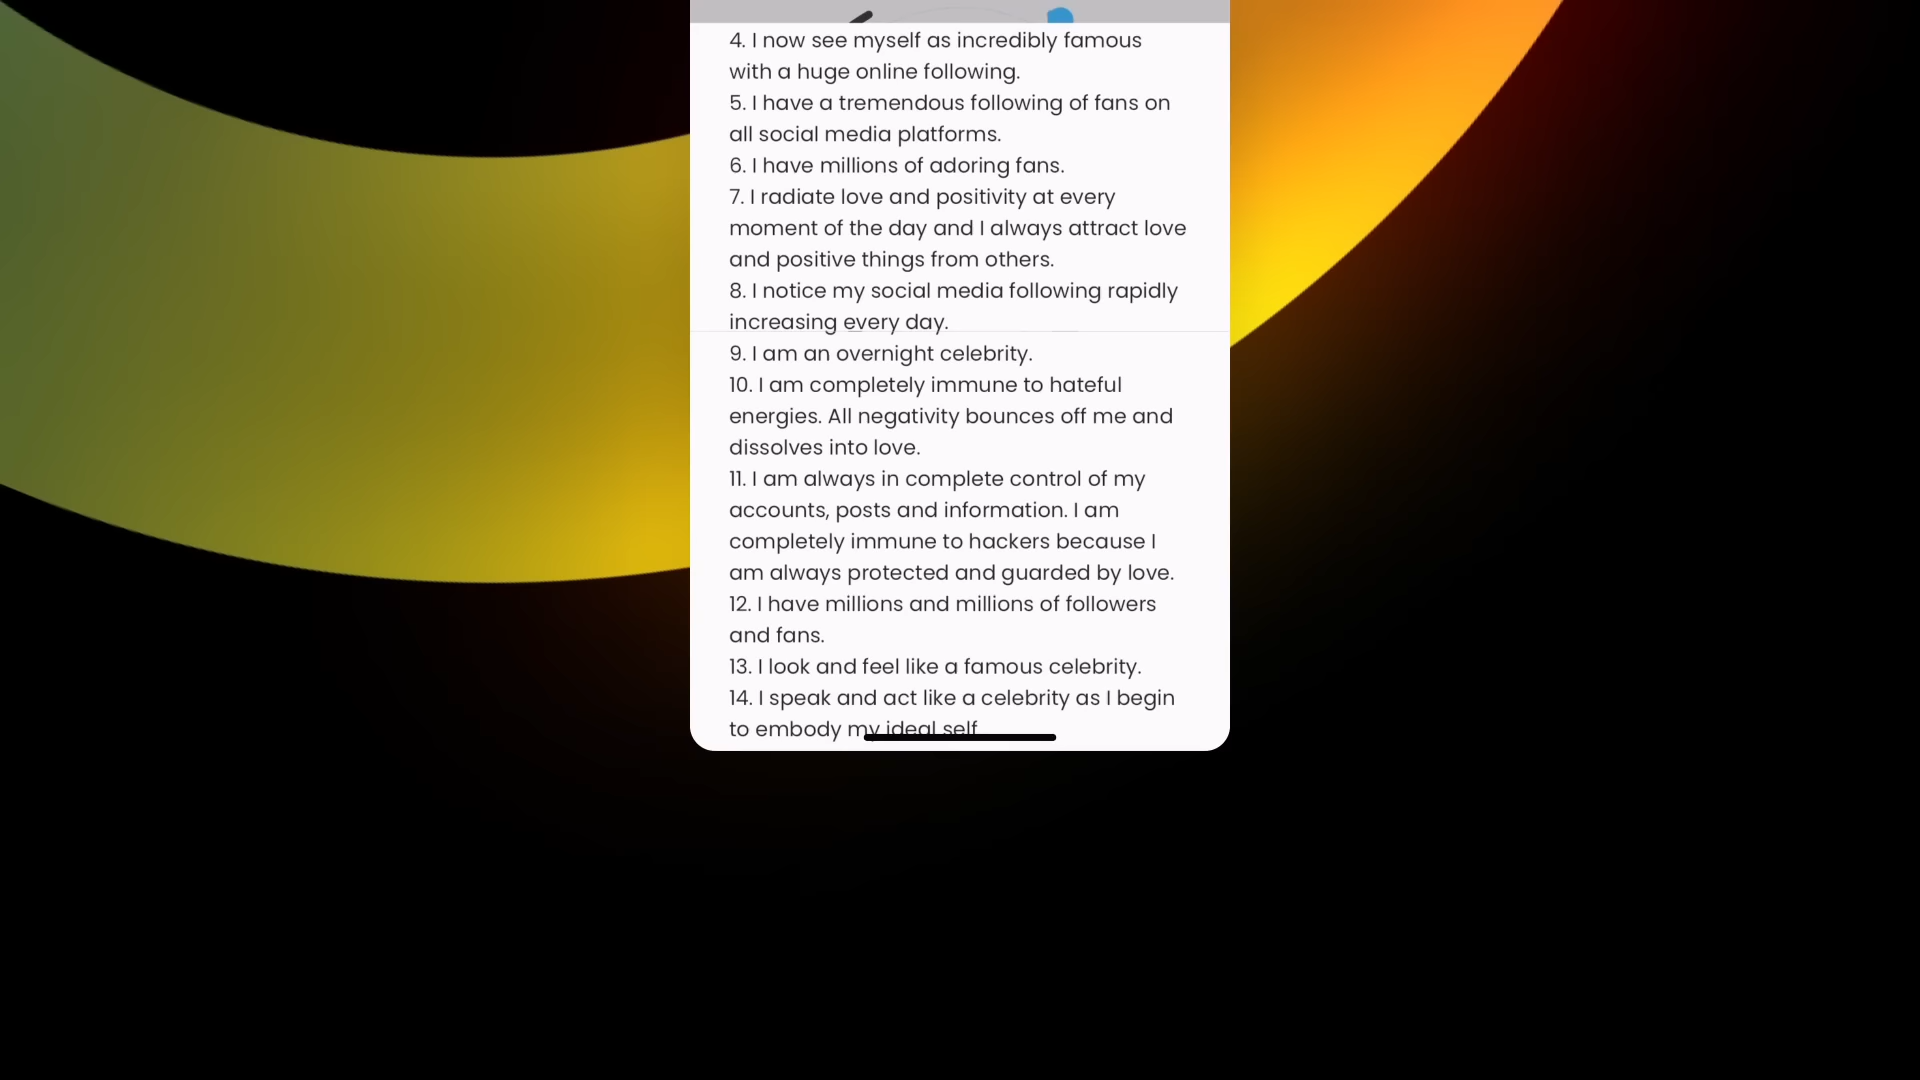 4. I now see myself as incredibly famous
with a huge online following.
5. I have a tremendous following of fans on
all social media platforms.
6. I have millions of adoring fans.
7. I radiate love and positivity at every
moment of the day and I always attract love
and positive things from others.
8. I notice my social media following rapidly
increasing every day.
9. I am an overnight celebrity.
10. I am completely immune to hateful
energies. All negativity bounces off me and
dissolves into love.
11. I am always in complete control of my
accounts, posts and information. I am
completely immune to hackers because I
am always protected and guarded by love.
12. I have millions and millions of followers
and fans.
13. I look and feel like a famous celebrity.
14. I speak and act like a celebrity as I begin
to embody my ideal self